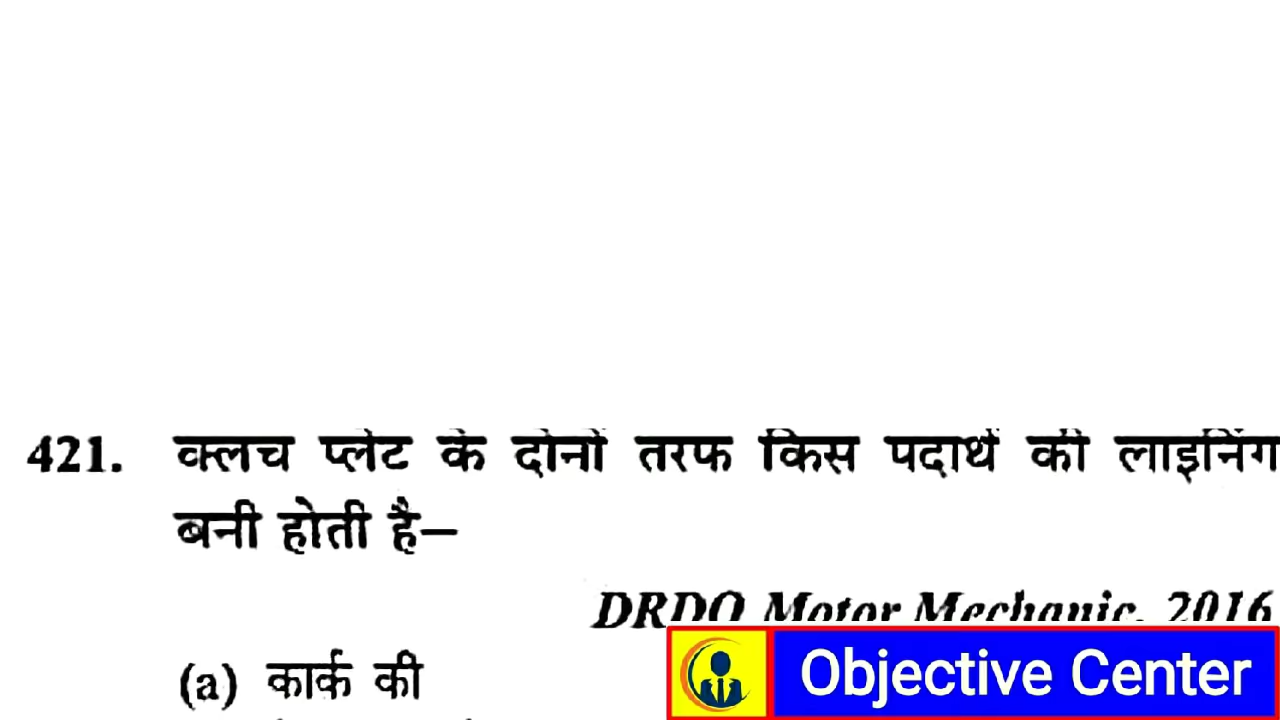 421. क्लच प्लेट के दोनों तरफ किस पदार्थ की लाइनिंग
बनी होती है–
DRDO Motor Mechanic, 2016
(a) कार्क की
Objective Center